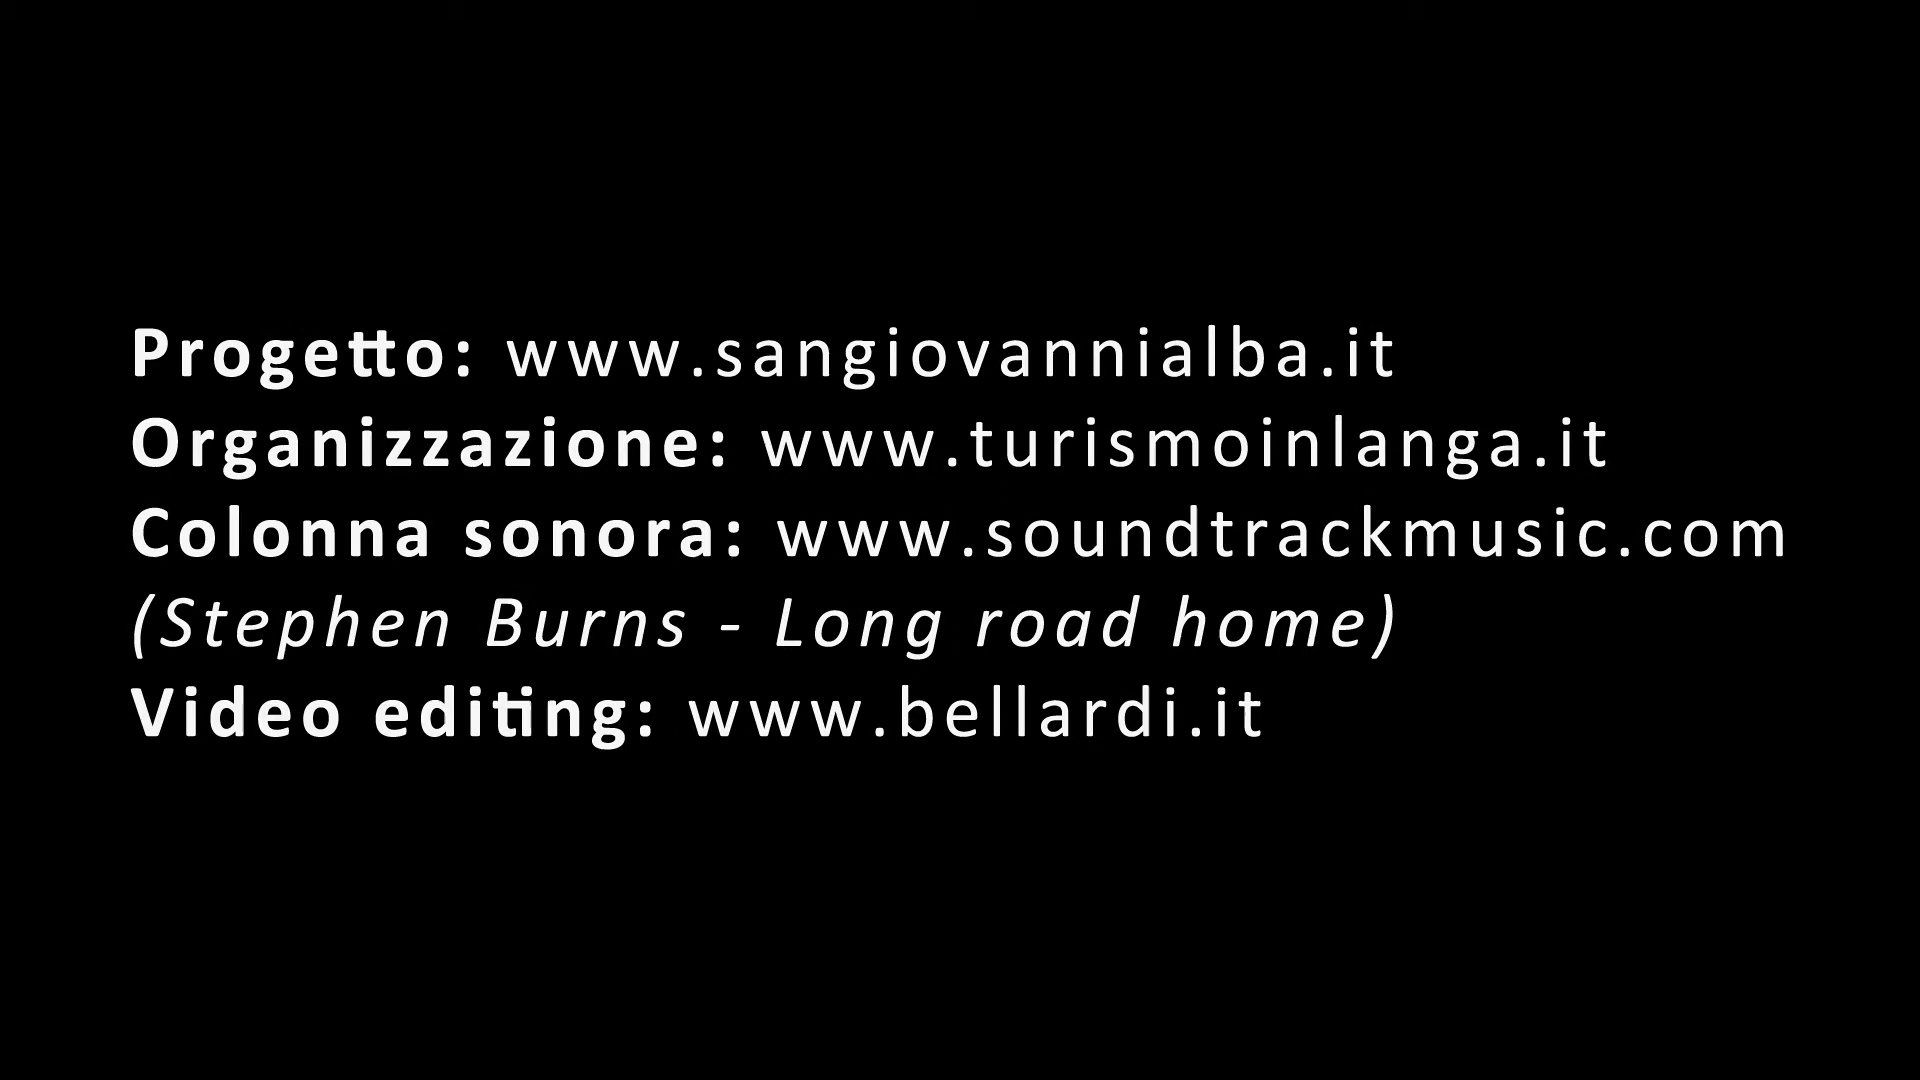 Progetto: www.sangiovannialba.it
Organizzazione: www.turismoinlanga.it
Colonna sonora: www.soundtrackmusic.com
(Stephen Burns - Long road home)
Video editing: www.bellardi.it